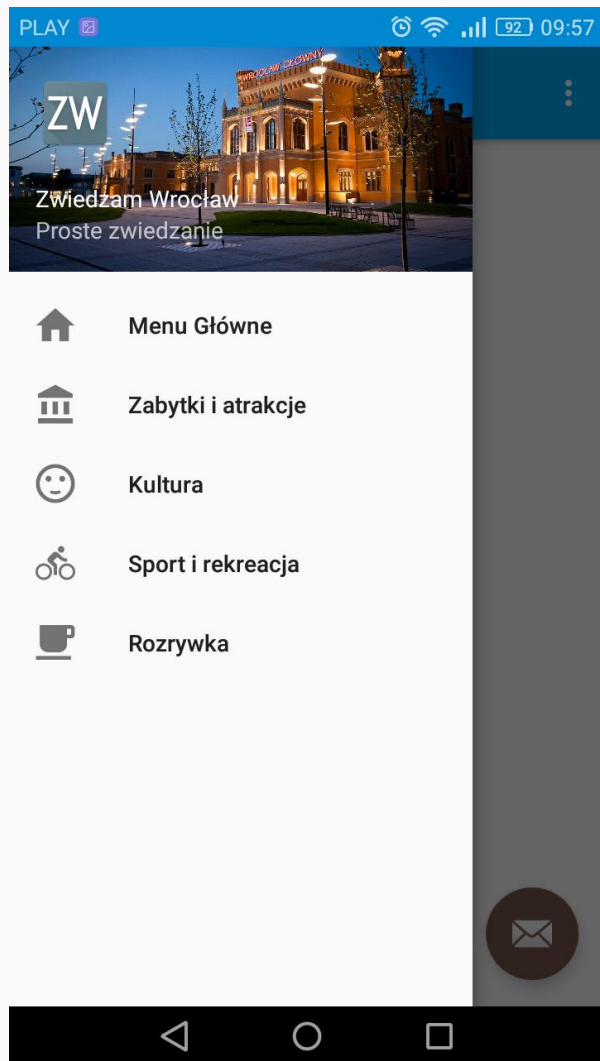 PLAY 92 09:57
WROCŁAW GŁÓWNY
ZW
Zwiedzam Wrocław
Proste zwiedzanie
Menu Główne
Zabytki i atrakcje
Kultura
Sport i rekreacja
Rozrywka